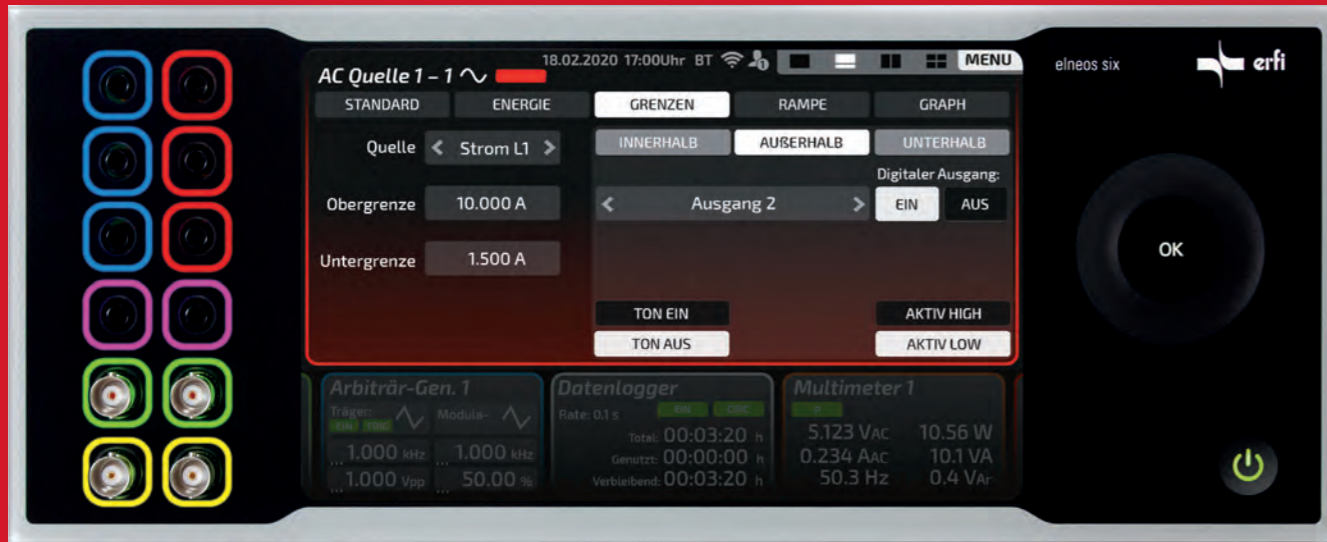 18.02.2020 17:00Uhr BT MENU
AC Quelle 1 – 1
elneos six erfi
STANDARD ENERGIE GRENZEN RAMPE GRAPH
Quelle Strom L1 INNERHALB AUßERHALB UNTERHALB
Digitaler Ausgang:
Obergrenze 10.000 A Ausgang 2 EIN AUS
OK
Untergrenze 1.500 A
TON EIN AKTIV HIGH
TON AUS AKTIV LOW
Arbiträr-Gen. 1 Datenlogger Multimeter 1
Träger: Modula- Rate: 0.1 s EIN P
EIN
Total: 00:03:20 h 5.123 VAC 10.56 W
1.000 kHz 1.000 kHz Genutzt: 00:00:00 h 0.234 AAC 10.1 VA
1.000 Vpp 50.00 % Verbleibend: 00:03:20 h 50.3 Hz 0.4 VAr